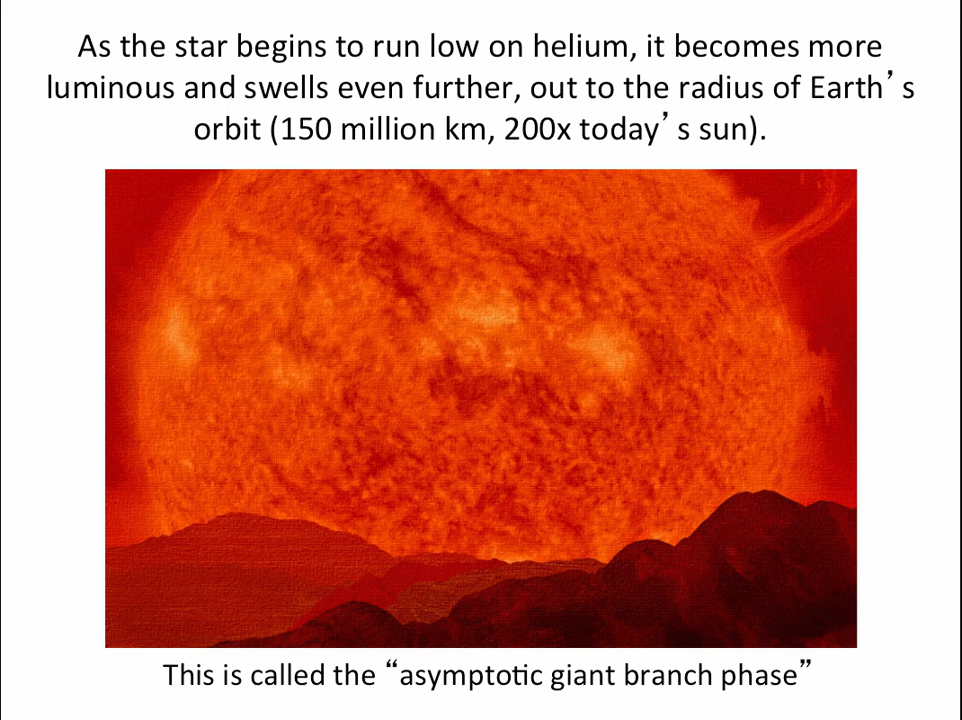 As the star begins to run low on helium, it becomes more
luminous and swells even further, out to the radius of Earth’s
orbit (150 million km, 200x today’s sun).
This is called the “asymptotic giant branch phase”